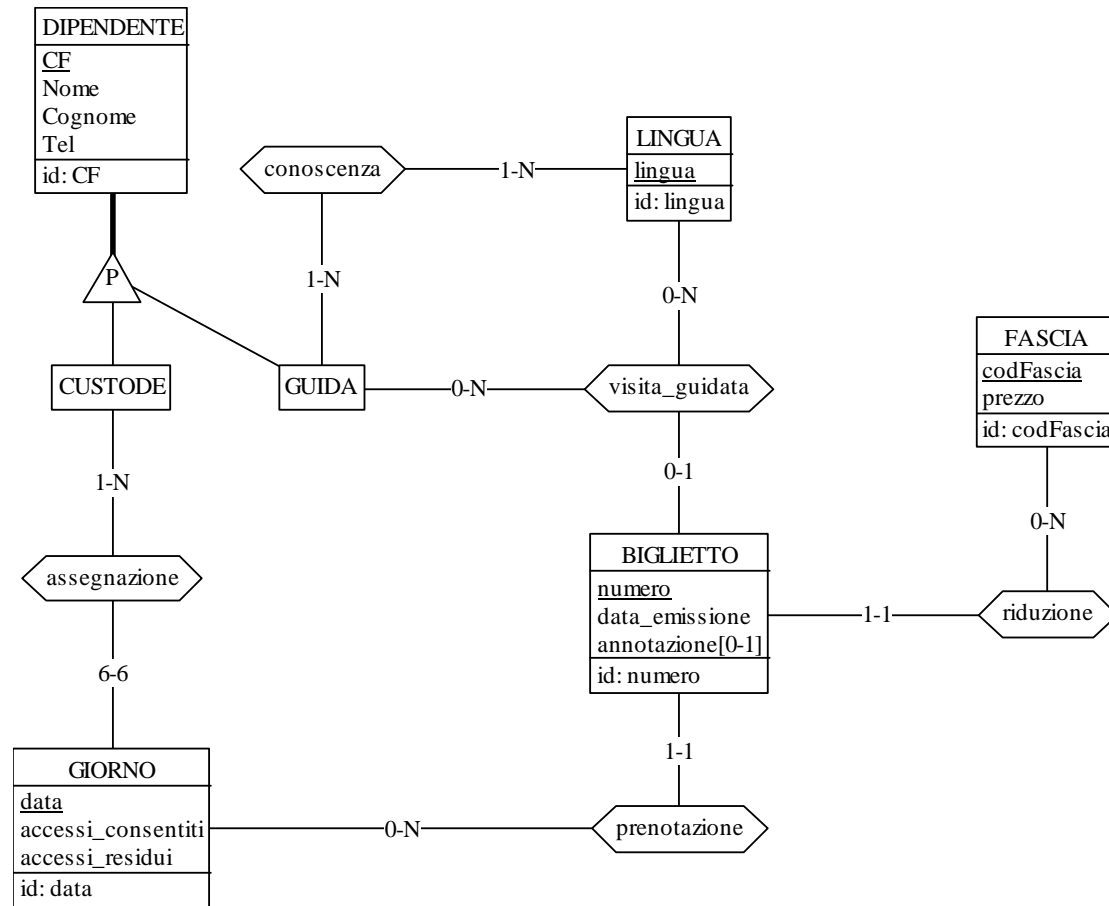 DIPENDENTE
CF
Nome
Cognome
Tel
id: CF
conoscenza
1-N
LINGUA
lingua
id: lingua
P
1-N
0-N
FASCIA
codFascia
prezzo
id: codFascia
CUSTODE
GUIDA
0-N
visita_guidata
1-N
0-1
0-N
assegnazione
BIGLIETTO
numero
data_emissione
annotazione[0-1]
id: numero
1-1
riduzione
6-6
1-1
GIORNO
data
accessi_consentiti
accessi_residui
id: data
0-N
prenotazione